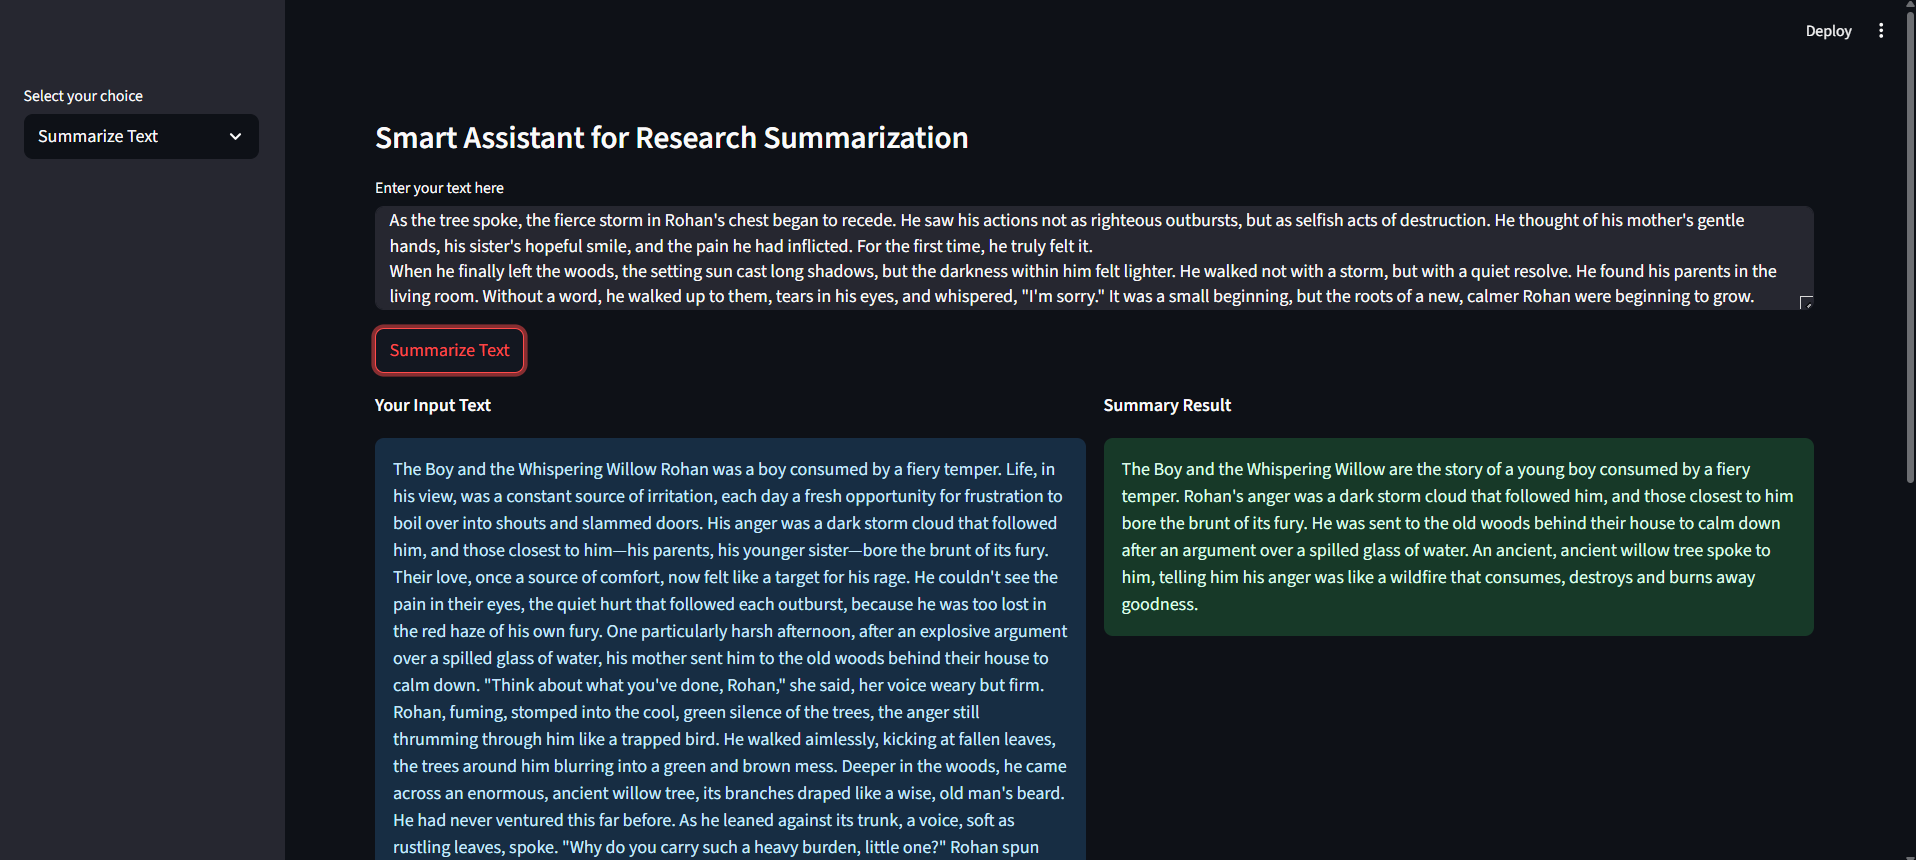 Deploy
Select your choice
Summarize Text
Smart Assistant for Research Summarization
Enter your text here
As the tree spoke, the fierce storm in Rohan's chest began to recede. He saw his actions not as righteous outbursts, but as selfish acts of destruction. He thought of his mother's gentle
hands, his sister's hopeful smile, and the pain he had inflicted. For the first time, he truly felt it.
When he finally left the woods, the setting sun cast long shadows, but the darkness within him felt lighter. He walked not with a storm, but with a quiet resolve. He found his parents in the
living room. Without a word, he walked up to them, tears in his eyes, and whispered, "I'm sorry." It was a small beginning, but the roots of a new, calmer Rohan were beginning to grow.
Summarize Text
Your Input Text
The Boy and the Whispering Willow Rohan was a boy consumed by a fiery temper. Life, in
his view, was a constant source of irritation, each day a fresh opportunity for frustration to
boil over into shouts and slammed doors. His anger was a dark storm cloud that followed
him, and those closest to him—his parents, his younger sister—bore the brunt of its fury.
Their love, once a source of comfort, now felt like a target for his rage. He couldn't see the
pain in their eyes, the quiet hurt that followed each outburst, because he was too lost in
the red haze of his own fury. One particularly harsh afternoon, after an explosive argument
over a spilled glass of water, his mother sent him to the old woods behind their house to
calm down. "Think about what you've done, Rohan," she said, her voice weary but firm.
Rohan, fuming, stomped into the cool, green silence of the trees, the anger still
thrumming through him like a trapped bird. He walked aimlessly, kicking at fallen leaves,
the trees around him blurring into a green and brown mess. Deeper in the woods, he came
across an enormous, ancient willow tree, its branches draped like a wise, old man's beard.
He had never ventured this far before. As he leaned against its trunk, a voice, soft as
rustling leaves, spoke. "Why do you carry such a heavy burden, little one?" Rohan spun
Summary Result
The Boy and the Whispering Willow are the story of a young boy consumed by a fiery
temper. Rohan's anger was a dark storm cloud that followed him, and those closest to him
bore the brunt of its fury. He was sent to the old woods behind their house to calm down
after an argument over a spilled glass of water. An ancient, ancient willow tree spoke to
him, telling him his anger was like a wildfire that consumes, destroys and burns away
goodness.